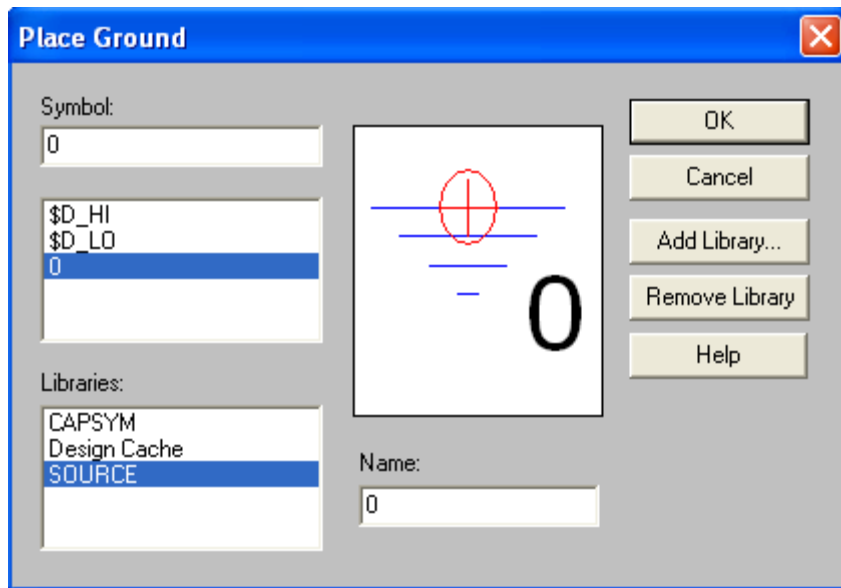 Place Ground
Symbol:
0
$D_HI
$D_LO
0
Libraries:
CAPSYM
Design Cache
SOURCE
0
Name:
0
OK
Cancel
Add Library...
Remove Library
Help